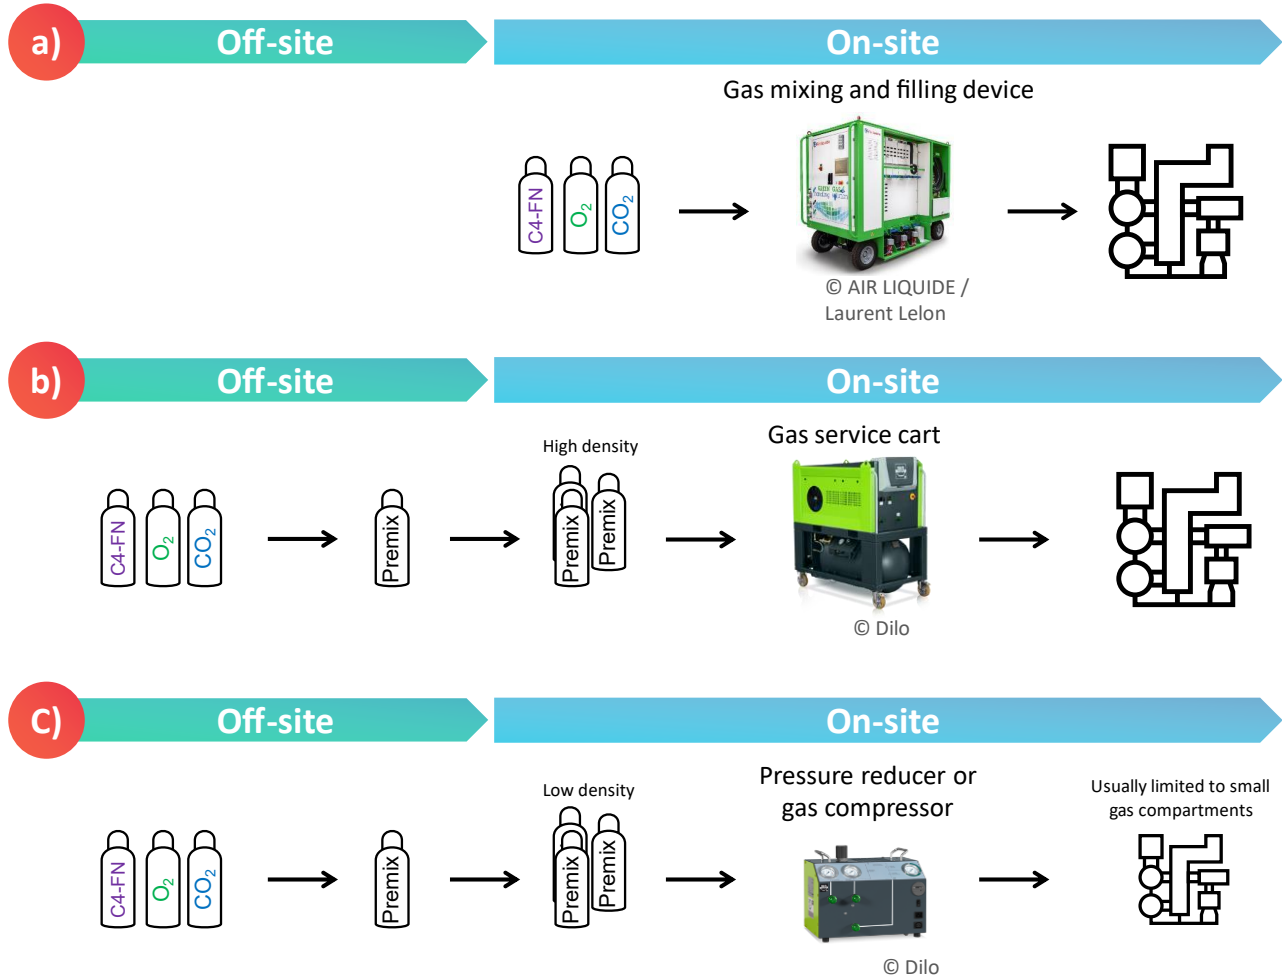 a)
Off-site
On-site
Gas mixing and filling device
C4-FN
O₂
CO₂
© AIR LIQUIDE /
Laurent Lelon
b)
Off-site
On-site
High density
Gas service cart
C4-FN
O₂
CO₂
Premix
Premix
Premix
© Dilo
C)
Off-site
On-site
Low density
Pressure reducer or
gas compressor
Usually limited to small
gas compartments
C4-FN
O₂
CO₂
Premix
Premix
Premix
© Dilo